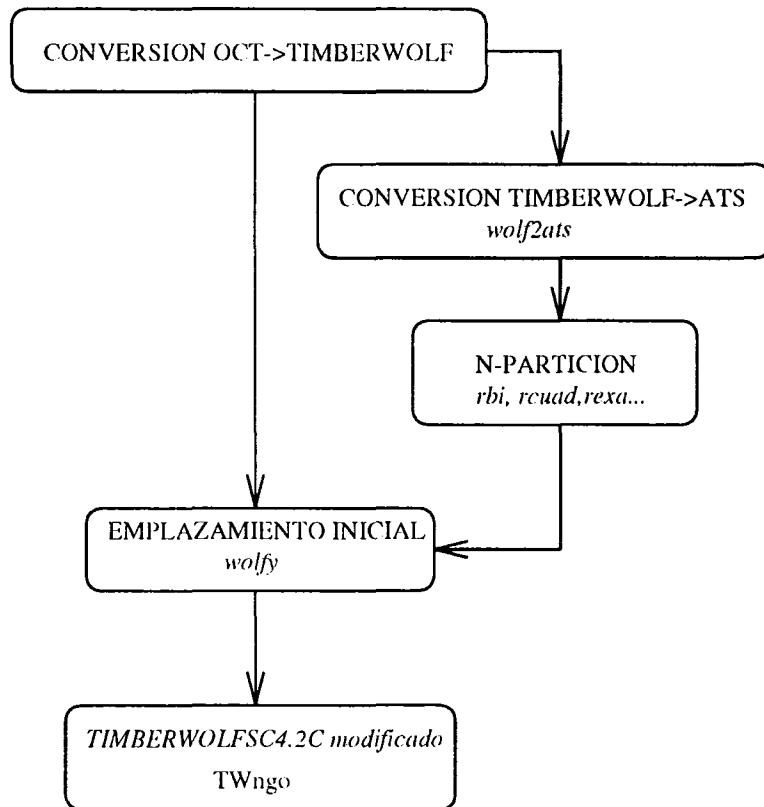 CONVERSION OCT->TIMBERWOLF
CONVERSION TIMBERWOLF->ATS
wolf2ats
N-PARTICION
rbi, rcuad,rexa...
EMPLAZAMIENTO INICIAL
wolfy
TIMBERWOLFSC4.2C modificado
TWngo